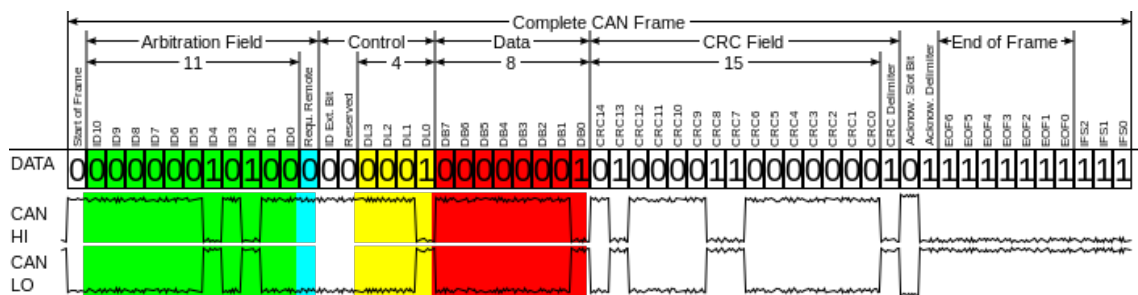 Complete CAN Frame
Arbitration Field Control Data CRC Field End of Frame
11 4 8 15
Start of Frame
ID10
ID9
ID8
ID7
ID6
ID5
ID4
ID3
ID2
ID1
ID0
Requ. Remote
ID Ext. Bit
Reserved
DL3
DL2
DL1
DL0
DB7
DB6
DB5
DB4
DB3
DB2
DB1
DB0
CRC14
CRC13
CRC12
CRC11
CRC10
CRC9
CRC8
CRC7
CRC6
CRC5
CRC4
CRC3
CRC2
CRC1
CRC0
CRC Delimiter
Acknow. Slot Bit
Acknow. Delimiter
EOF6
EOF5
EOF4
EOF3
EOF2
EOF1
EOF0
IFS2
IFS1
IFS0
DATA 0 0 0 0 0 0 0 1 0 1 0 0 0 0 0 0 0 0 1 0 0 0 0 0 0 0 1 0 1 0 0 0 0 1 1 0 0 0 0 0 0 0 1 0 1 1 1 1 1 1 1 1 1 1 1
CAN
HI
CAN
LO